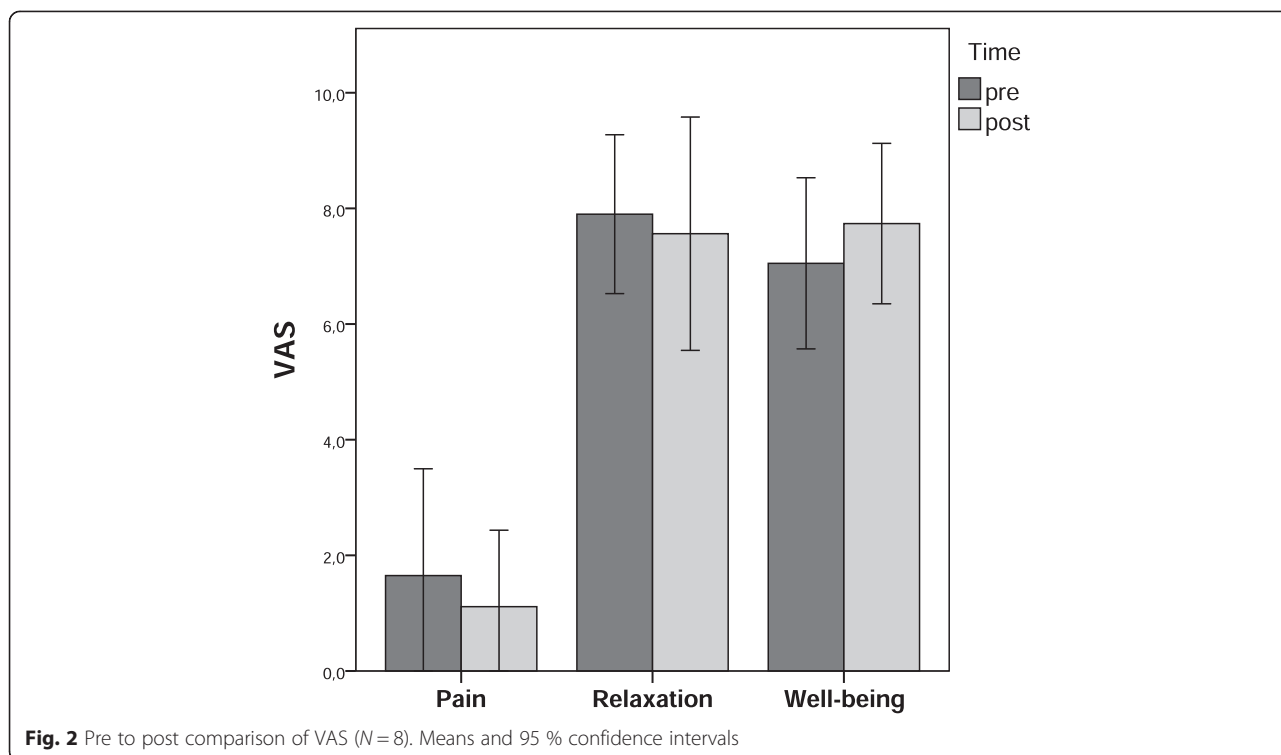 Time
pre
post
10,0
8,0
6,0
4,0
2,0
0,0
VAS
Pain Relaxation Well-being
Fig. 2 Pre to post comparison of VAS (N = 8). Means and 95 % confidence intervals